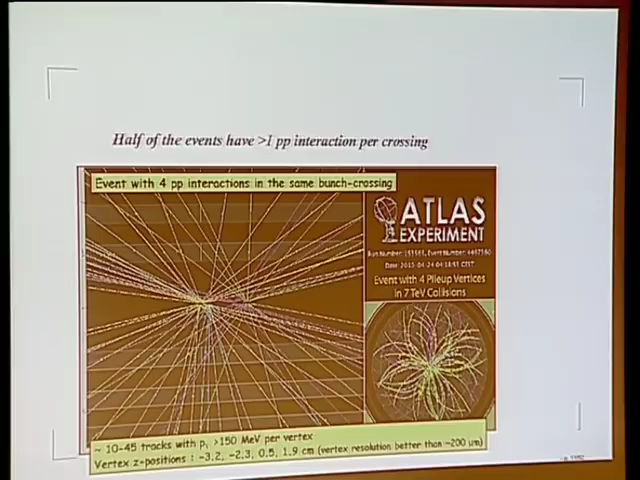 Half of the events have >1 pp interaction per crossing
Event with 4 pp interactions in the same bunch-crossing
ATLAS
EXPERIMENT
Event with 4 Pileup Vertices
in 7 TeV Collisions
~ 10-45 tracks with pT >150 MeV per vertex
Vertex z-positions : -3.2, -2.3, 0.5, 1.9 cm (vertex resolution better than ~200 μm)